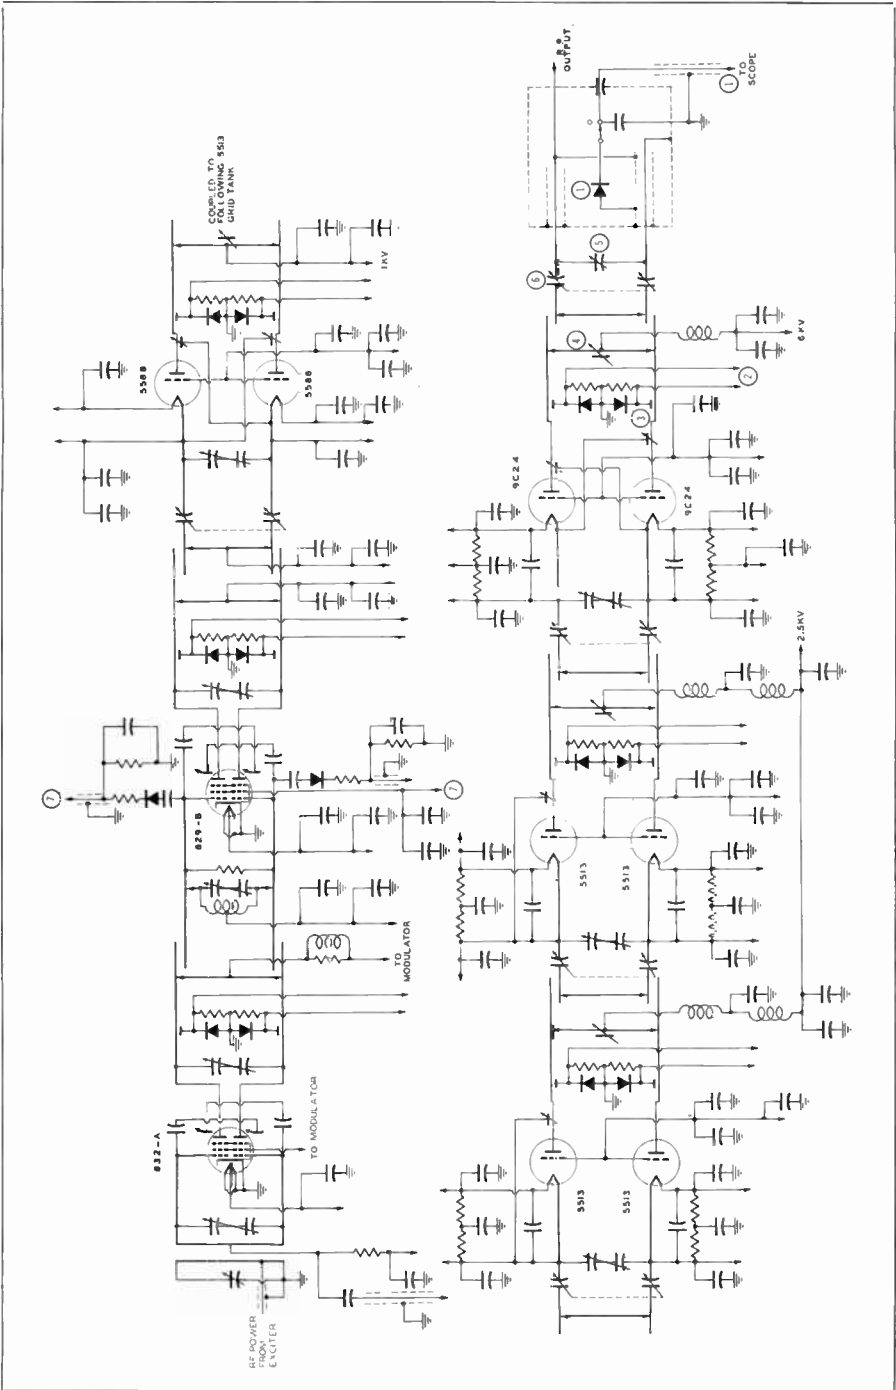 RF POWER
FROM
EXCITER
832-A
TO MODULATOR
TO
MODULATOR
829-B
7
7
5588
5588
COUPLED TO
FOLLOWING 5513
GRID TANK
1KV
5513
5513
5513
5513
2.5KV
9C24
9C24
3
2
4
6KV
6
5
1
OUTPUT
1
TO
SCOPE